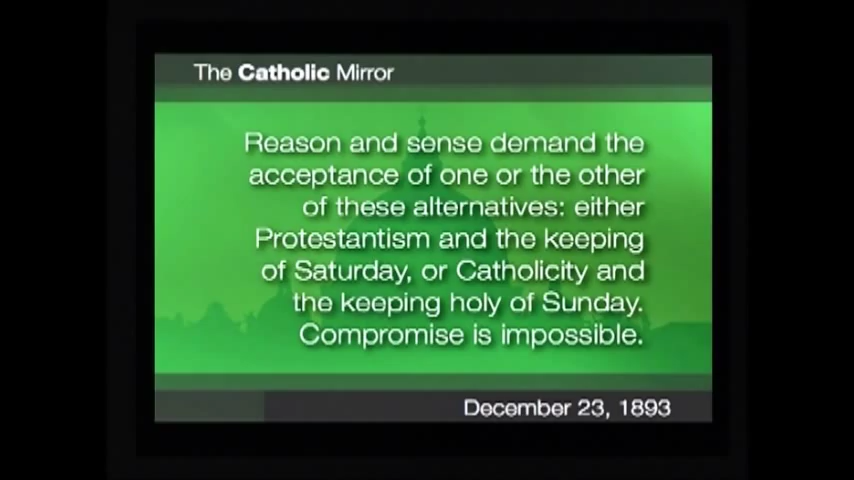 The Catholic Mirror
Reason and sense demand the
acceptance of one or the other
of these alternatives: either
Protestantism and the keeping
of Saturday, or Catholicity and
the keeping holy of Sunday.
Compromise is impossible.
December 23, 1893